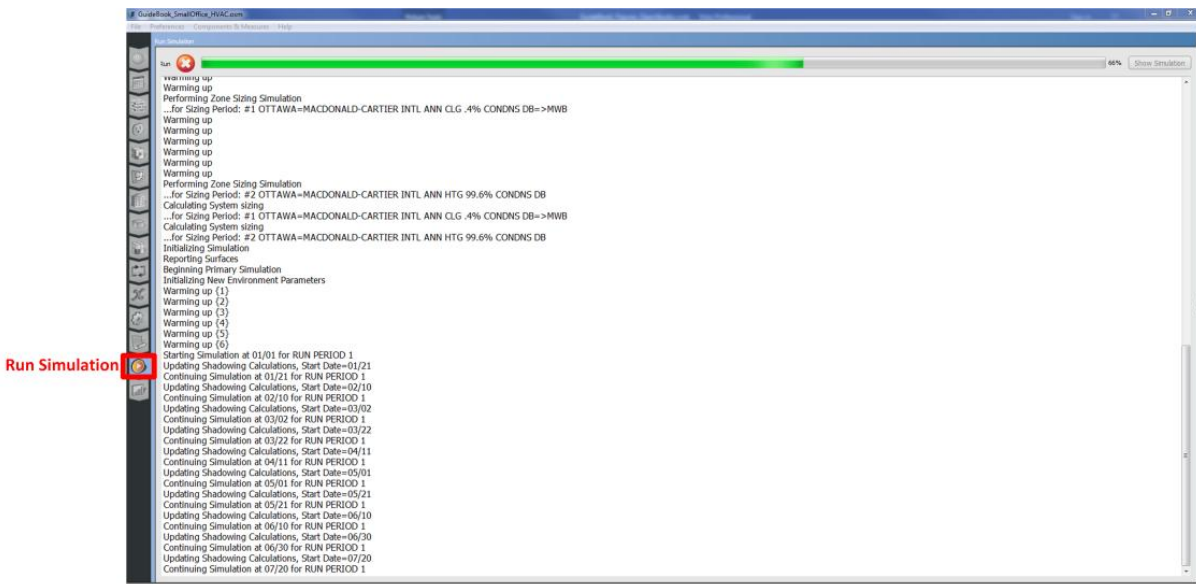 GuideBook_SmallOffice_HVAC.osm
File Preferences Components & Measures Help
Run Simulation
Run
66%
Show Simulation
Warming up
Warming up
Performing Zone Sizing Simulation
...for Sizing Period: #1 OTTAWA=MACDONALD-CARTIER INTL ANN CLG .4% CONDNS DB=>MWB
Warming up
Warming up
Warming up
Warming up
Warming up
Warming up
Performing Zone Sizing Simulation
...for Sizing Period: #2 OTTAWA=MACDONALD-CARTIER INTL ANN HTG 99.6% CONDNS DB
Calculating System sizing
...for Sizing Period: #1 OTTAWA=MACDONALD-CARTIER INTL ANN CLG .4% CONDNS DB=>MWB
Calculating System sizing
...for Sizing Period: #2 OTTAWA=MACDONALD-CARTIER INTL ANN HTG 99.6% CONDNS DB
Initializing Simulation
Reporting Surfaces
Beginning Primary Simulation
Initializing New Environment Parameters
Warming up {1}
Warming up {2}
Warming up {3}
Warming up {4}
Warming up {5}
Warming up {6}
Starting Simulation at 01/01 for RUN PERIOD 1
Run Simulation
Updating Shadowing Calculations, Start Date=01/21
Continuing Simulation at 01/21 for RUN PERIOD 1
Updating Shadowing Calculations, Start Date=02/10
Continuing Simulation at 02/10 for RUN PERIOD 1
Updating Shadowing Calculations, Start Date=03/02
Continuing Simulation at 03/02 for RUN PERIOD 1
Updating Shadowing Calculations, Start Date=03/22
Continuing Simulation at 03/22 for RUN PERIOD 1
Updating Shadowing Calculations, Start Date=04/11
Continuing Simulation at 04/11 for RUN PERIOD 1
Updating Shadowing Calculations, Start Date=05/01
Continuing Simulation at 05/01 for RUN PERIOD 1
Updating Shadowing Calculations, Start Date=05/21
Continuing Simulation at 05/21 for RUN PERIOD 1
Updating Shadowing Calculations, Start Date=06/10
Continuing Simulation at 06/10 for RUN PERIOD 1
Updating Shadowing Calculations, Start Date=06/30
Continuing Simulation at 06/30 for RUN PERIOD 1
Updating Shadowing Calculations, Start Date=07/20
Continuing Simulation at 07/20 for RUN PERIOD 1